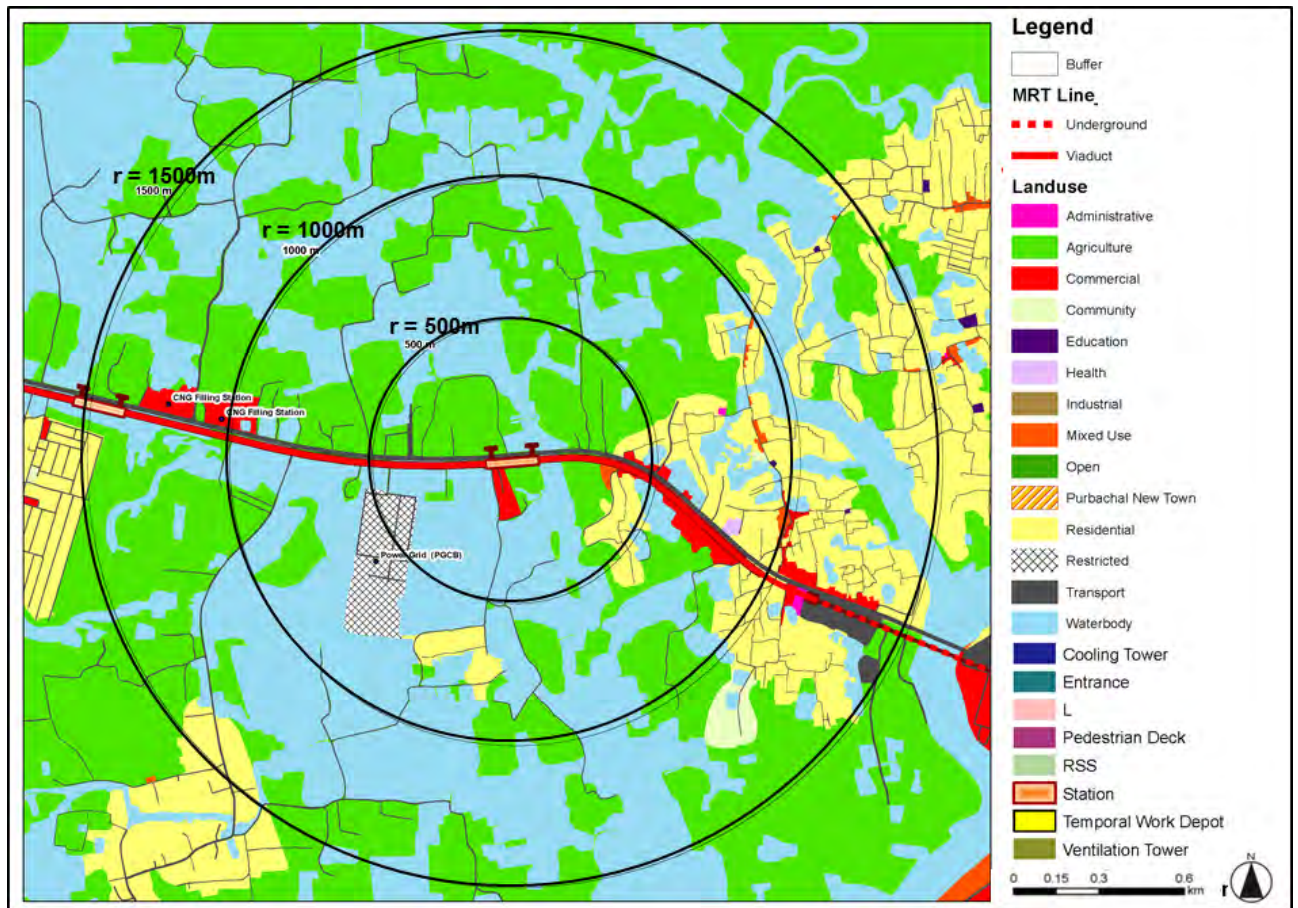 r = 1500m
1500 m
r = 1000m
1000 m
r = 500m
500 m
CNG Filling Station
CNG Filling Station
Power Grid (PGCB)
Legend
Buffer
MRT Line
Underground
Viaduct
Landuse
Administrative
Agriculture
Commercial
Community
Education
Health
Industrial
Mixed Use
Open
Purbachal New Town
Residential
Restricted
Transport
Waterbody
Cooling Tower
Entrance
L
Pedestrian Deck
RSS
Station
Temporal Work Depot
Ventilation Tower
0 0.15 0.3 0.6
km
r
N